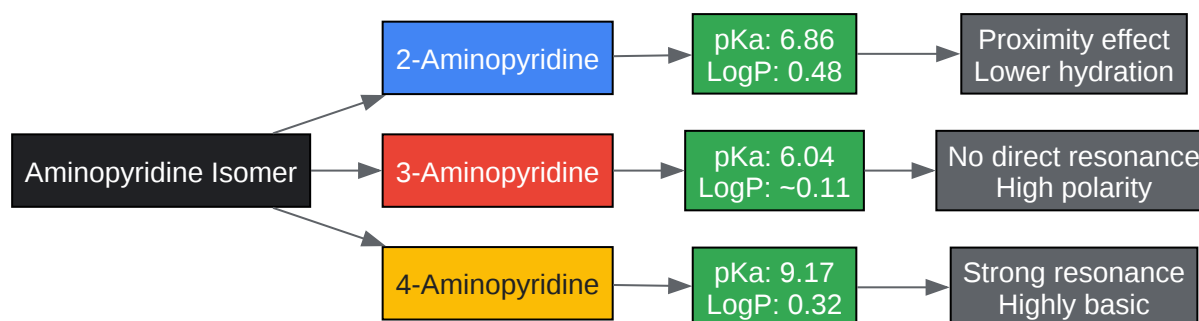 Aminopyridine Isomer
2-Aminopyridine
pKa: 6.86
LogP: 0.48
Proximity effect
Lower hydration
3-Aminopyridine
pKa: 6.04
LogP: ~0.11
No direct resonance
High polarity
4-Aminopyridine
pKa: 9.17
LogP: 0.32
Strong resonance
Highly basic